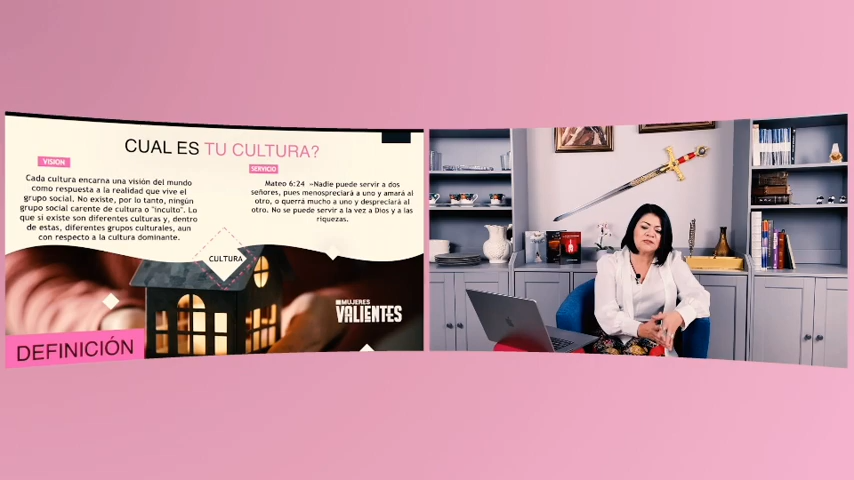 CUAL ES TU CULTURA?
VISION
Cada cultura encarna una visión del mundo
como respuesta a la realidad que vive el
grupo social. No existe, por lo tanto, ningún
grupo social carente de cultura o "inculto". Lo
que si existe son diferentes culturas y, dentro
de estas, diferentes grupos culturales, aun
con respecto a la cultura dominante.
SERVICIO
Mateo 6:24 –Nadie puede servir a dos
señores, pues menospreciará a uno y amará al
otro, o querrá mucho a uno y despreciará al
otro. No se puede servir a la vez a Dios y a las
riquezas.
CULTURA
MUJERES
VALIENTES
DEFINICIÓN